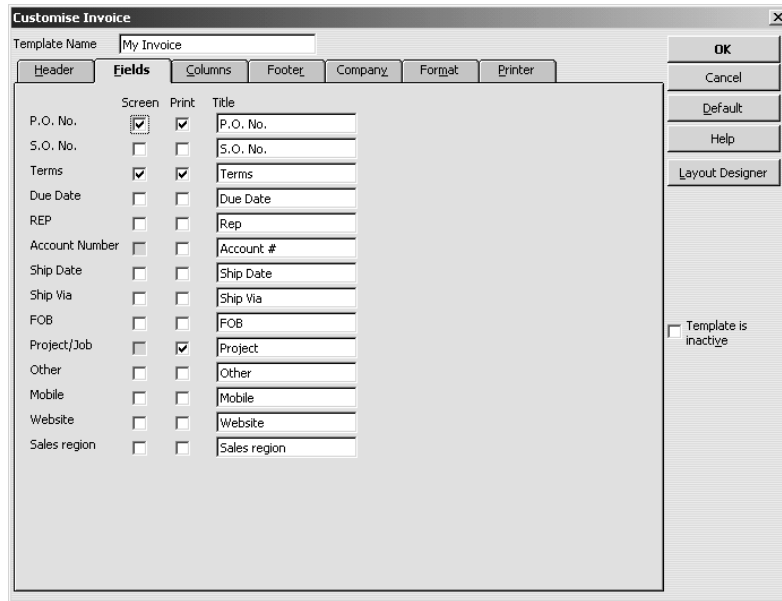 Customise Invoice
Template Name My Invoice
OK
Header Fields Columns Footer Company Format Printer
Cancel
Screen Print Title
Default
P.O. No. P.O. No.
Help
S.O. No. S.O. No.
Terms Terms
Layout Designer
Due Date Due Date
REP Rep
Account Number Account #
Ship Date Ship Date
Ship Via Ship Via
FOB FOB
Template is
inactive
Project/Job Project
Other Other
Mobile Mobile
Website Website
Sales region Sales region